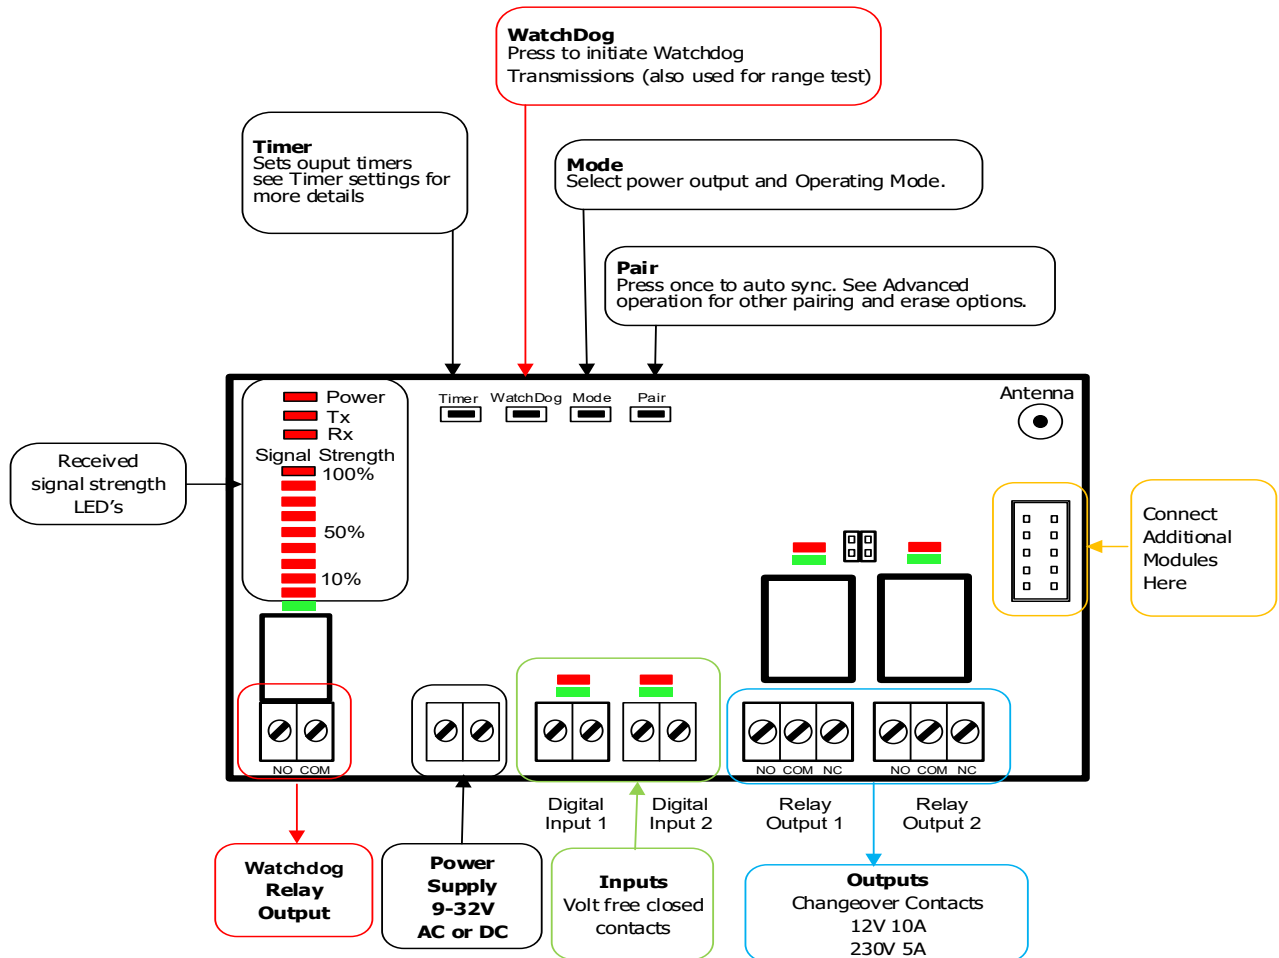 WatchDog
Press to initiate Watchdog
Transmissions (also used for range test)
Timer
Sets ouput timers
see Timer settings for
more details
Mode
Select power output and Operating Mode.
Pair
Press once to auto sync. See Advanced
operation for other pairing and erase options.
Power
Tx
Rx
Signal Strength
100%
50%
10%
Timer WatchDog Mode Pair
Antenna
Received
signal strength
LED’s
Connect
Additional
Modules
Here
NO COM
NO COM NC
NO COM NC
Digital
Input 1
Digital
Input 2
Relay
Output 1
Relay
Output 2
Watchdog
Relay
Output
Power
Supply
9-32V
AC or DC
Inputs
Volt free closed
contacts
Outputs
Changeover Contacts
12V 10A
230V 5A